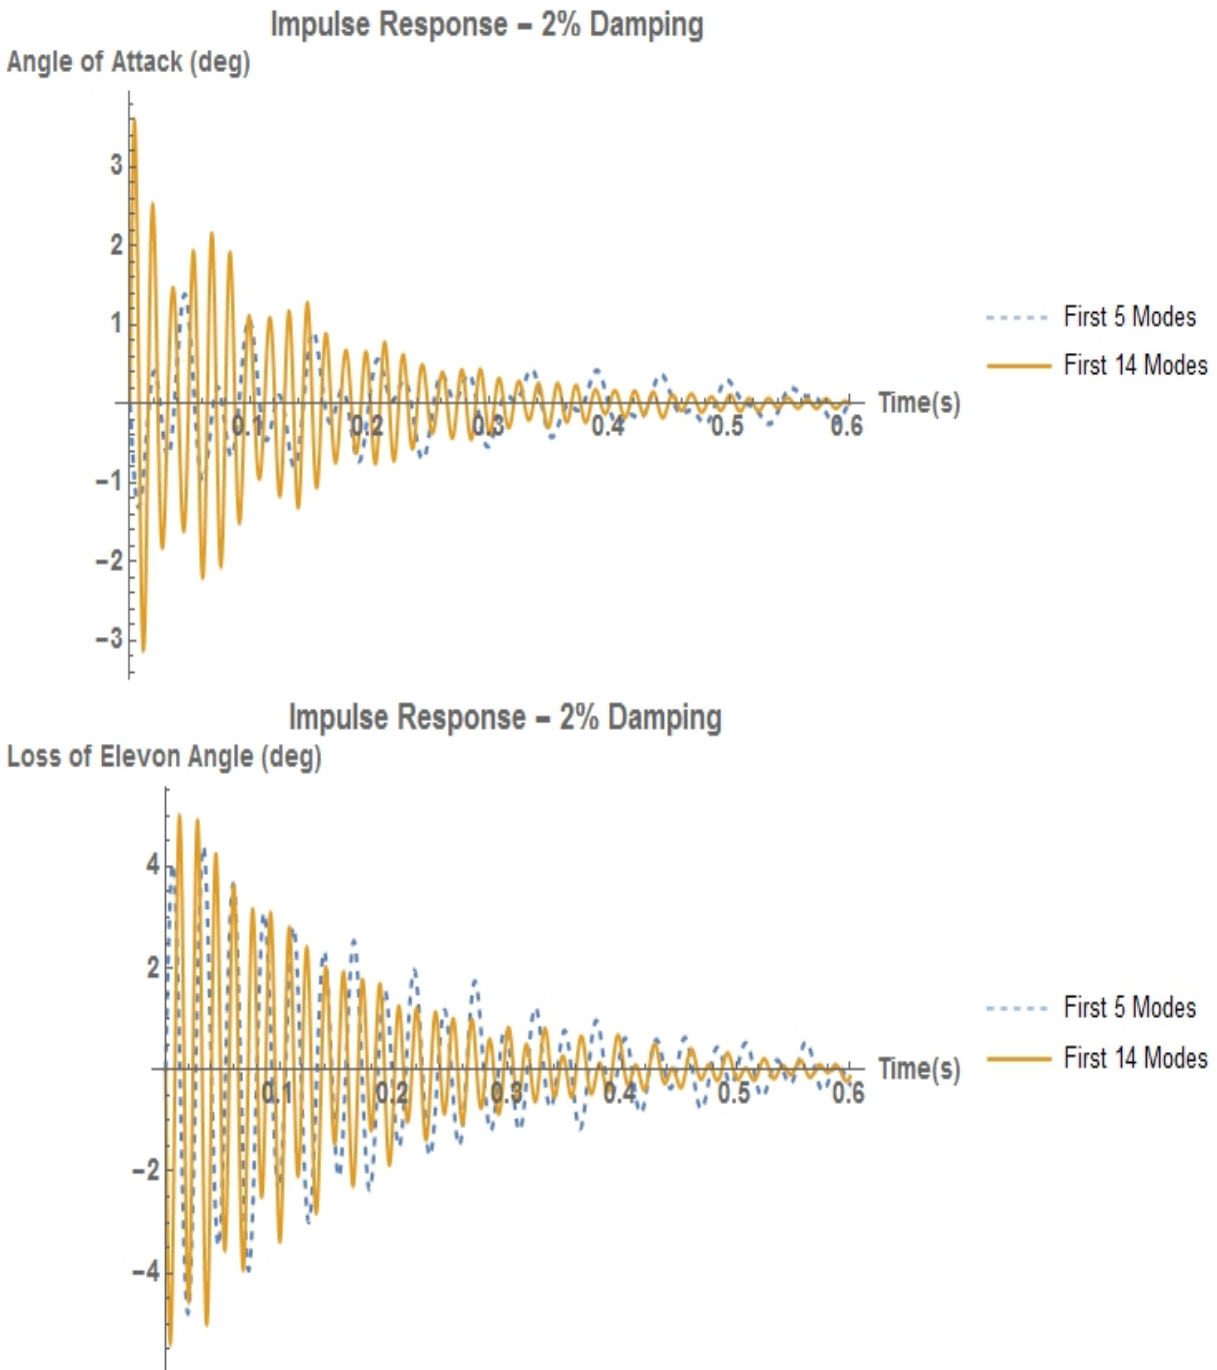 Impulse Response – 2% Damping
Angle of Attack (deg)
3
2
1
First 5 Modes
First 14 Modes
Time(s)
0.1 0.2 0.3 0.4 0.5 0.6
−1
−2
−3
Impulse Response – 2% Damping
Loss of Elevon Angle (deg)
4
2
First 5 Modes
First 14 Modes
Time(s)
0.1 0.2 0.3 0.4 0.5 0.6
−2
−4